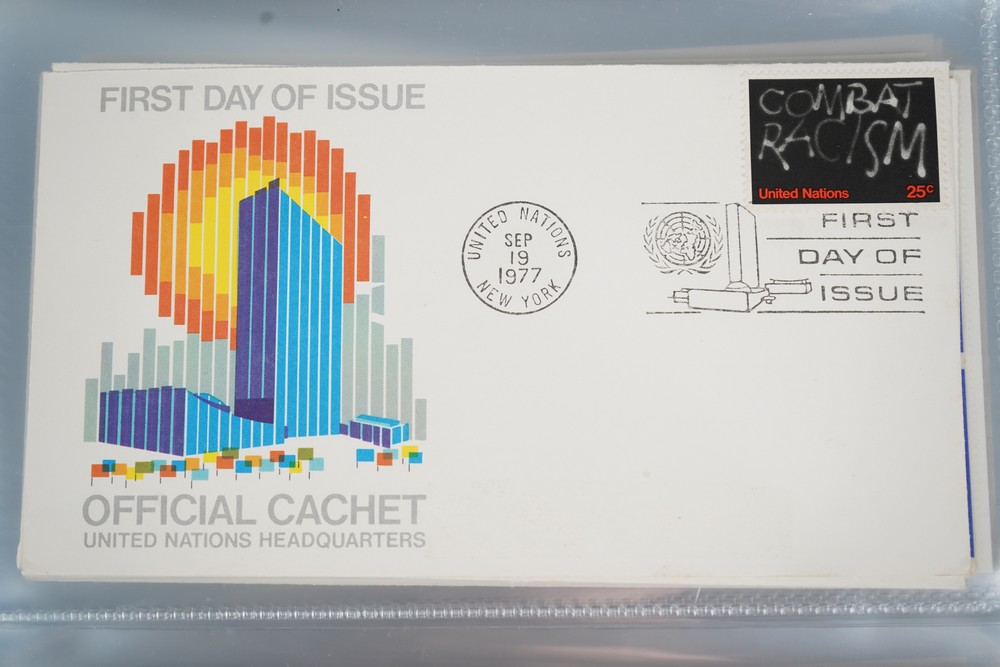 FIRST DAY OF ISSUE
OFFICIAL CACHET
UNITED NATIONS HEADQUARTERS
UNITED NATIONS
SEP
19
1977
NEW YORK
COMBAT
RACISM
United Nations 25c
FIRST
DAY OF
ISSUE